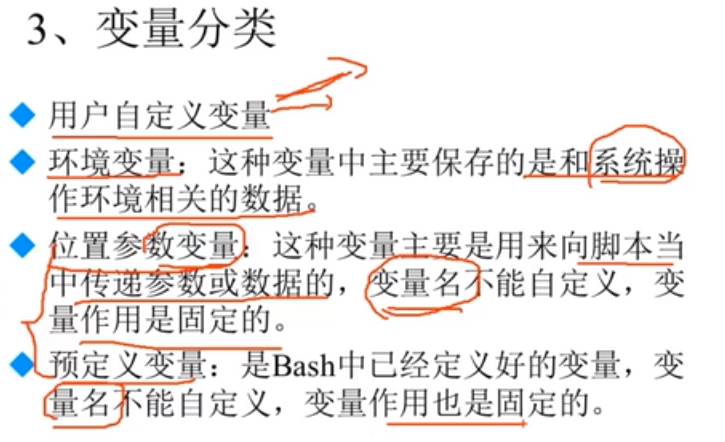 3、变量分类
用户自定义变量
环境变量：这种变量中主要保存的是和系统操
作环境相关的数据。
位置参数变量：这种变量主要是用来向脚本当
中传递参数或数据的，变量名不能自定义，变
量作用是固定的。
预定义变量：是Bash中已经定义好的变量，变
量名不能自定义，变量作用也是固定的。